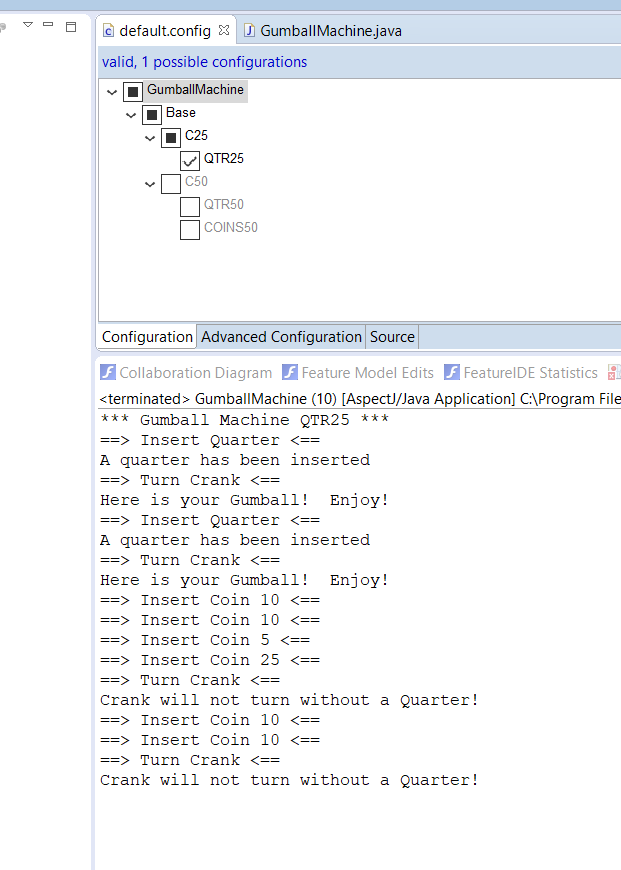 default.config GumballMachine.java
valid, 1 possible configurations
GumballMachine
Base
C25
QTR25
C50
QTR50
COINS50
Configuration Advanced Configuration Source
Collaboration Diagram Feature Model Edits FeatureIDE Statistics
<terminated> GumballMachine (10) [AspectJ/Java Application] C:\Program File
*** Gumball Machine QTR25 ***
==> Insert Quarter <==
A quarter has been inserted
==> Turn Crank <==
Here is your Gumball!  Enjoy!
==> Insert Quarter <==
A quarter has been inserted
==> Turn Crank <==
Here is your Gumball!  Enjoy!
==> Insert Coin 10 <==
==> Insert Coin 10 <==
==> Insert Coin 5 <==
==> Insert Coin 25 <==
==> Turn Crank <==
Crank will not turn without a Quarter!
==> Insert Coin 10 <==
==> Insert Coin 10 <==
==> Turn Crank <==
Crank will not turn without a Quarter!